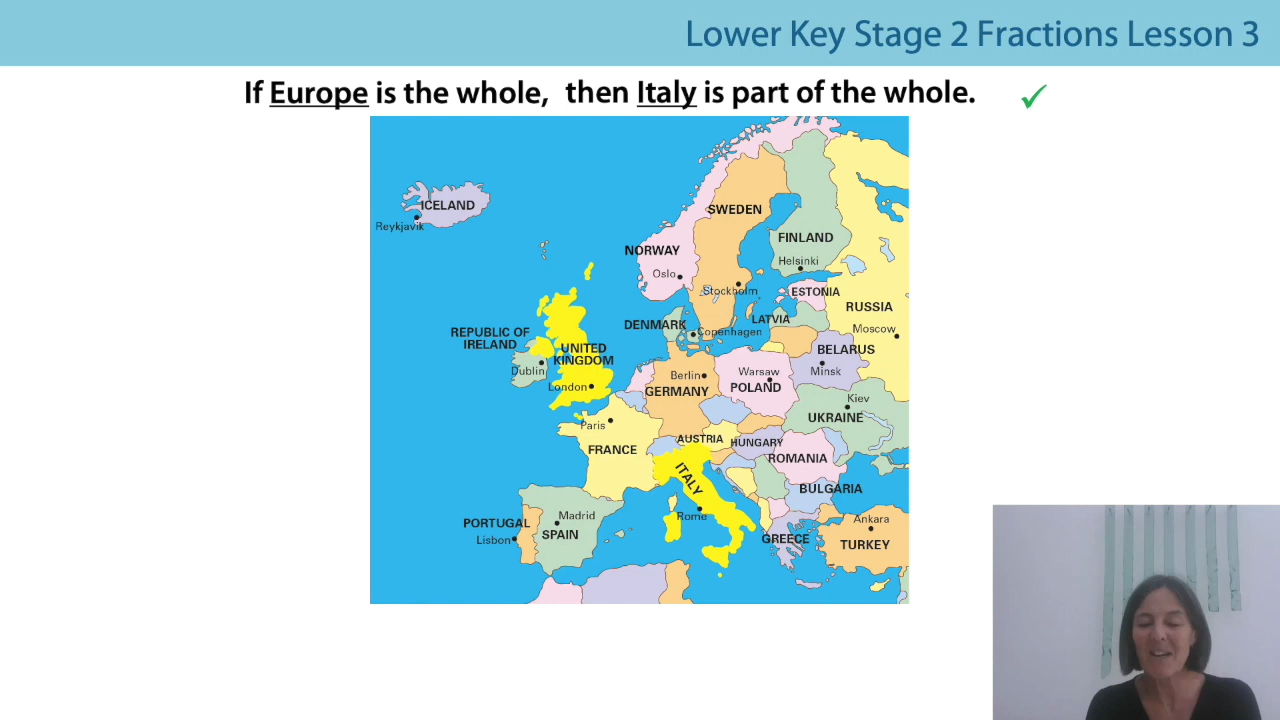 Lower Key Stage 2 Fractions Lesson 3
If Europe is the whole, then Italy is part of the whole. ✓
ICELAND
Reykjavik
SWEDEN
FINLAND
Helsinki
NORWAY
Oslo
Stockholm
ESTONIA
RUSSIA
Moscow
LATVIA
DENMARK
Copenhagen
REPUBLIC OF
IRELAND
Dublin
UNITED
KINGDOM
London
BELARUS
Minsk
Berlin
GERMANY
Warsaw
POLAND
Kiev
UKRAINE
Paris
FRANCE
AUSTRIA
HUNGARY
ROMANIA
ITALY
Rome
BULGARIA
PORTUGAL
Lisbon
Madrid
SPAIN
GREECE
Ankara
TURKEY